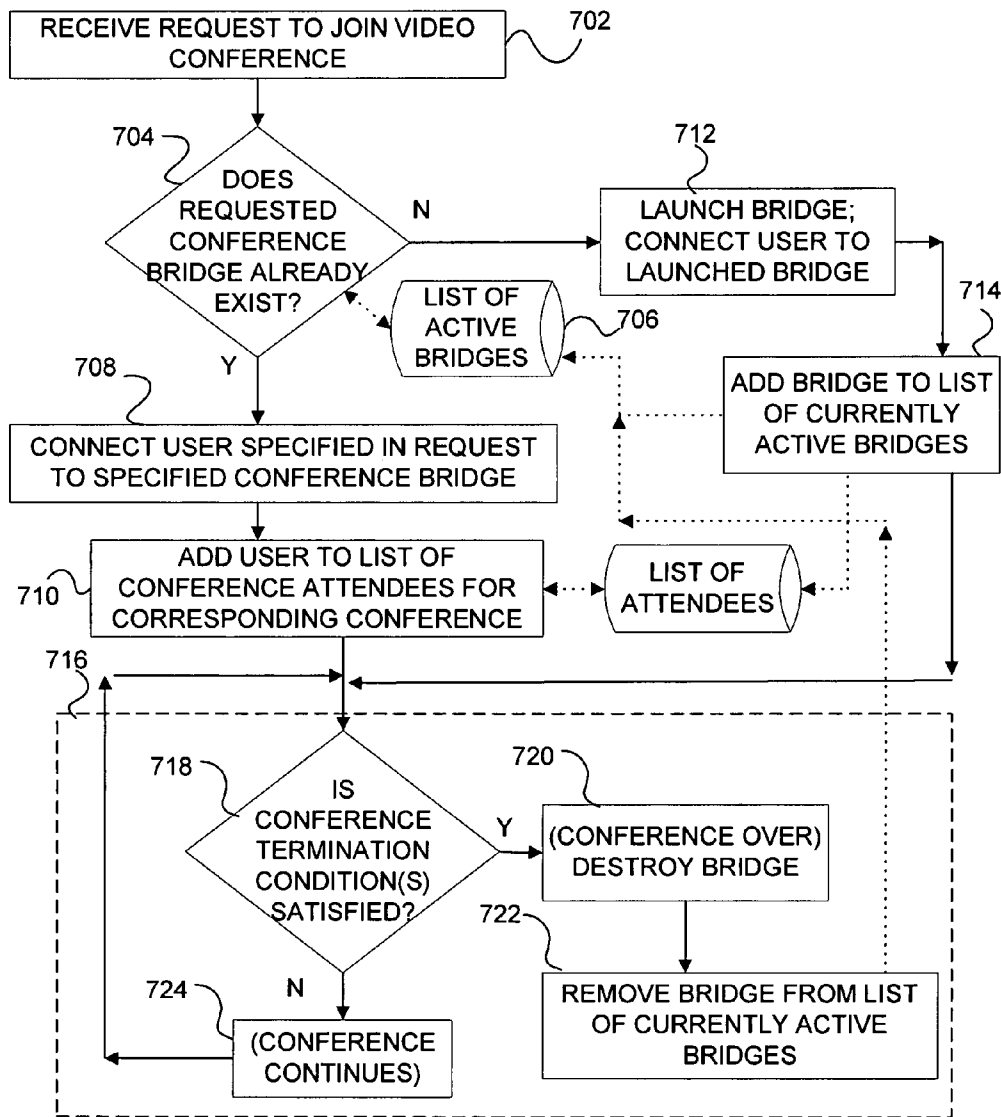 RECEIVE REQUEST TO JOIN VIDEO
CONFERENCE
702
704
DOES
REQUESTED
CONFERENCE
BRIDGE ALREADY
EXIST?
N
Y
712
LAUNCH BRIDGE;
CONNECT USER TO
LAUNCHED BRIDGE
LIST OF
ACTIVE
BRIDGES
706
714
ADD BRIDGE TO LIST
OF CURRENTLY
ACTIVE BRIDGES
708
CONNECT USER SPECIFIED IN REQUEST
TO SPECIFIED CONFERENCE BRIDGE
710
ADD USER TO LIST OF
CONFERENCE ATTENDEES FOR
CORRESPONDING CONFERENCE
LIST OF
ATTENDEES
716
718
IS
CONFERENCE
TERMINATION
CONDITION(S)
SATISFIED?
Y
N
720
(CONFERENCE OVER)
DESTROY BRIDGE
722
REMOVE BRIDGE FROM LIST
OF CURRENTLY ACTIVE
BRIDGES
724
(CONFERENCE
CONTINUES)